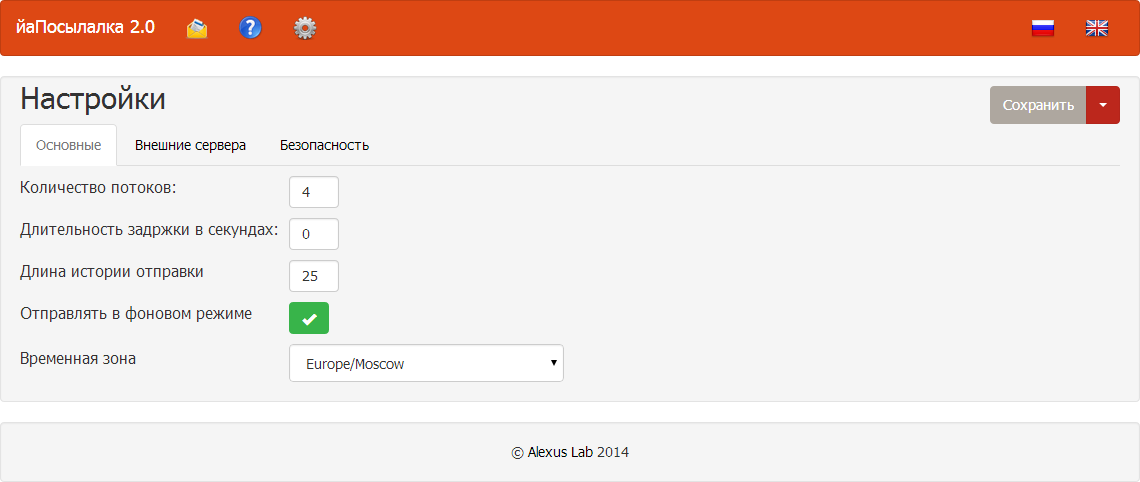 йаПосылалка 2.0
Настройки
Сохранить
Основные Внешние сервера Безопасность
Количество потоков: 4
Длительность задржки в секундах: 0
Длина истории отправки 25
Отправлять в фоновом режиме
Временная зона Europe/Moscow
© Alexus Lab 2014